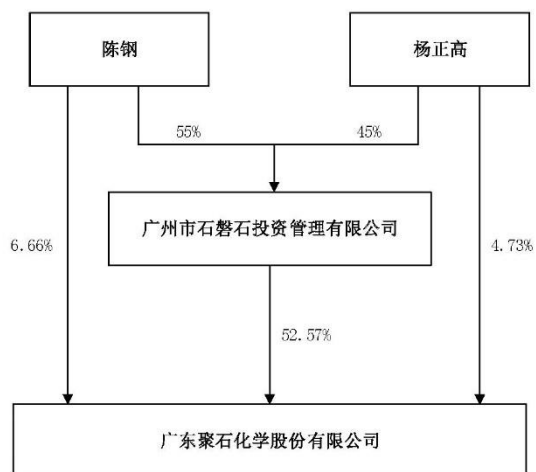 陈钢
杨正高
55%
45%
广州市石磐石投资管理有限公司
6.66%
4.73%
52.57%
广东聚石化学股份有限公司